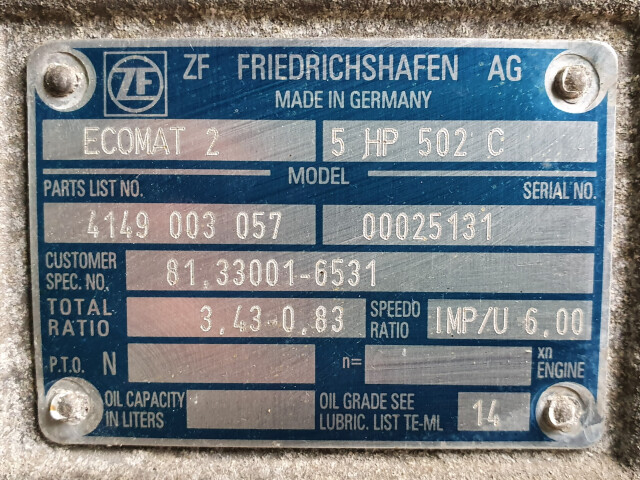 ZF ZF FRIEDRICHSHAFEN AG
MADE IN GERMANY
ECOMAT 2 5 HP 502 C
MODEL
PARTS LIST NO. SERIAL NO.
4149 003 057 00025131
CUSTOMER SPEC. NO. 81.33001-6531
TOTAL RATIO 3,43-0,83 SPEEDO RATIO IMP/U 6,00
P.T.O. N n= xn ENGINE
OIL CAPACITY IN LITERS OIL GRADE SEE LUBRIC. LIST TE-ML 14